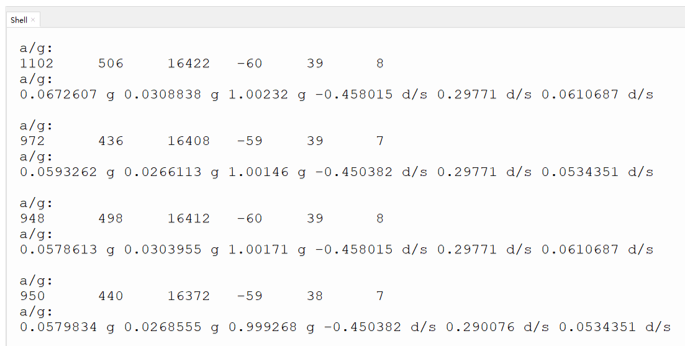 Shell ×
a/g:
1102 506 16422 -60 39 8
a/g:
0.0672607 g 0.0308838 g 1.00232 g -0.458015 d/s 0.29771 d/s 0.0610687 d/s
a/g:
972 436 16408 -59 39 7
a/g:
0.0593262 g 0.0266113 g 1.00146 g -0.450382 d/s 0.29771 d/s 0.0534351 d/s
a/g:
948 498 16412 -60 39 8
a/g:
0.0578613 g 0.0303955 g 1.00171 g -0.458015 d/s 0.29771 d/s 0.0610687 d/s
a/g:
950 440 16372 -59 38 7
a/g:
0.0579834 g 0.0268555 g 0.999268 g -0.450382 d/s 0.290076 d/s 0.0534351 d/s